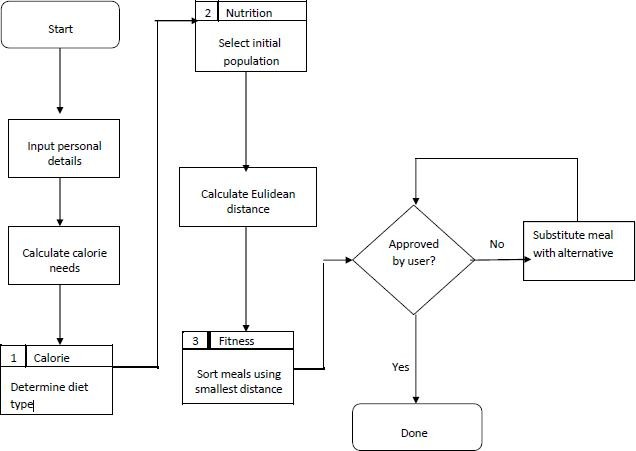 Start
Input personal
details
Calculate calorie
needs
1 Calorie
Determine diet
type
2 Nutrition
Select initial
population
Calculate Eulidean
distance
3 Fitness
Sort meals using
smallest distance
Approved
by user?
No
Substitute meal
with alternative
Yes
Done